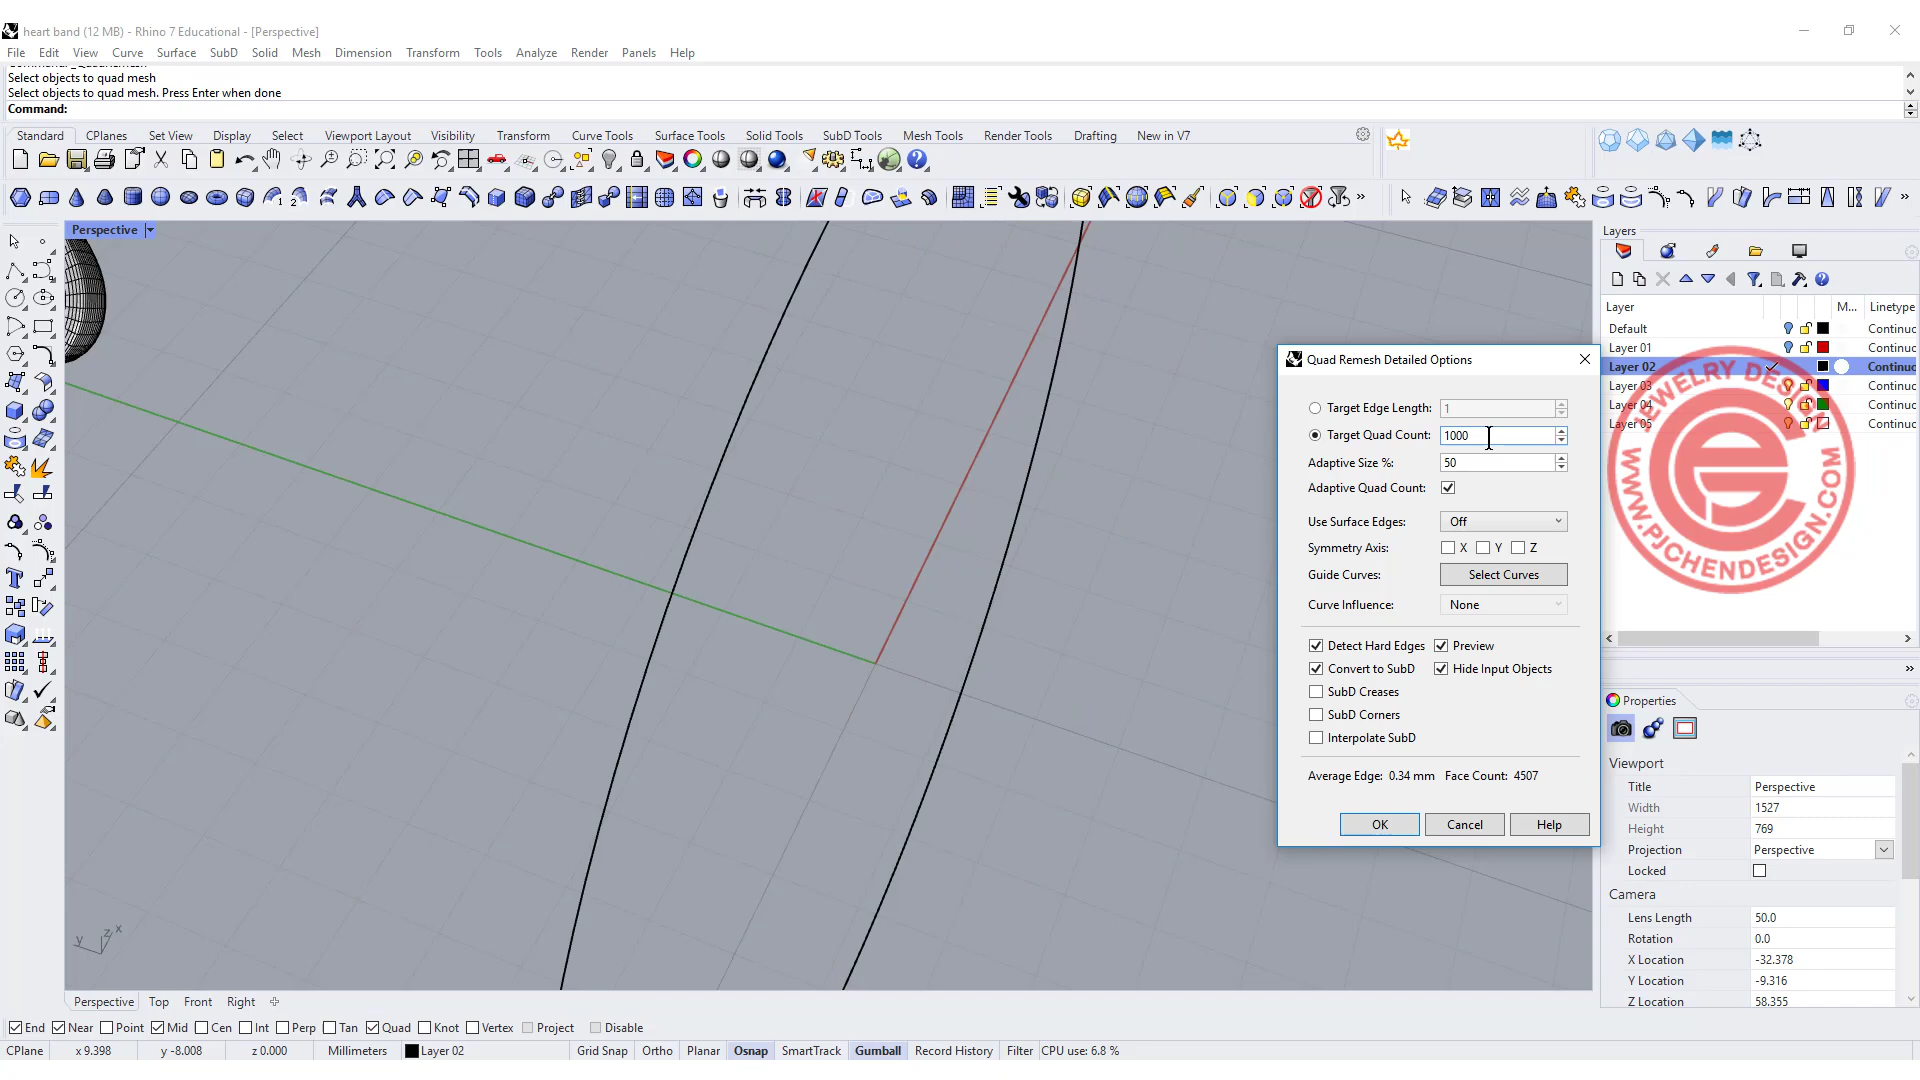 heart band (12 MB) - Rhino 7 Educational - [Perspective]
File Edit View Curve Surface SubD Solid Mesh Dimension Transform Tools Analyze Render Panels Help
Select objects to quad mesh
Select objects to quad mesh. Press Enter when done
Command:
Standard CPlanes Set View Display Select Viewport Layout Visibility Transform Curve Tools Surface Tools Solid Tools SubD Tools Mesh Tools Render Tools Drafting New in V7
Perspective
Layers
Layer M... Linetype
Default Continuc
Layer 01 Continuc
Layer 02 Continuc
Layer 03 Continuc
Layer 04 Continuc
Layer 05 Continuc
JEWELRY DESIGN
WWW.PJCHENDESIGN.COM
Quad Remesh Detailed Options
Target Edge Length: 1
Target Quad Count: 1000
Adaptive Size %: 50
Adaptive Quad Count:
Use Surface Edges: Off
Symmetry Axis: X Y Z
Guide Curves: Select Curves
Curve Influence: None
Detect Hard Edges Preview
Convert to SubD Hide Input Objects
SubD Creases
SubD Corners
Interpolate SubD
Average Edge: 0.34 mm Face Count: 4507
OK Cancel Help
Properties
Viewport
Title Perspective
Width 1527
Height 769
Projection Perspective
Locked
Camera
Lens Length 50.0
Rotation 0.0
X Location -32.378
Y Location -9.316
Z Location 58.355
y z x
Perspective Top Front Right
End Near Point Mid Cen Int Perp Tan Quad Knot Vertex Project Disable
CPlane x 9.398 y -8.008 z 0.000 Millimeters Layer 02 Grid Snap Ortho Planar Osnap SmartTrack Gumball Record History Filter CPU use: 6.8 %